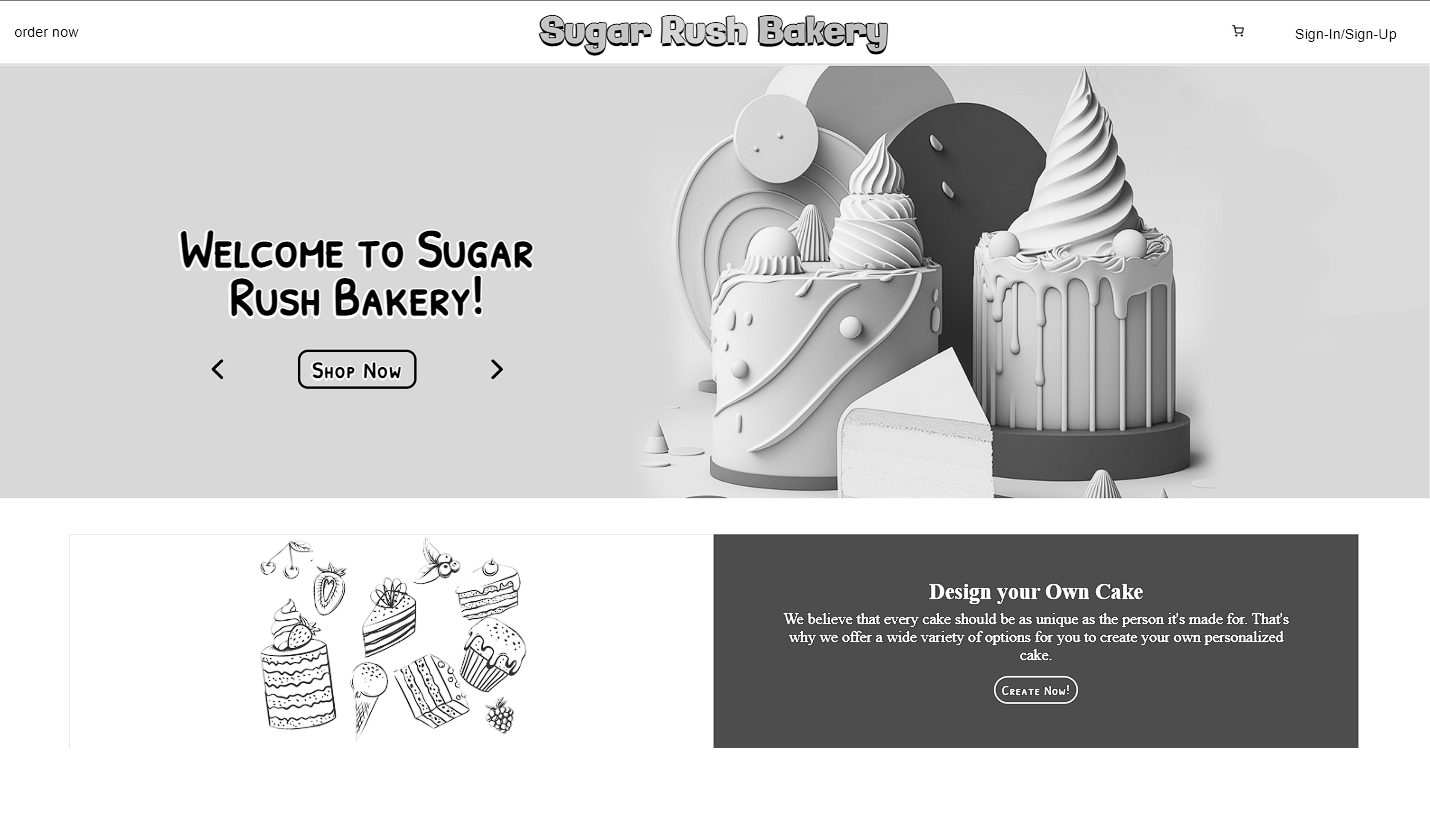 order now
Sugar Rush Bakery
Sign-In/Sign-Up
Welcome to Sugar
Rush Bakery!
Shop Now
Design your Own Cake
We believe that every cake should be as unique as the person it's made for. That's
why we offer a wide variety of options for you to create your own personalized
cake.
Create Now!